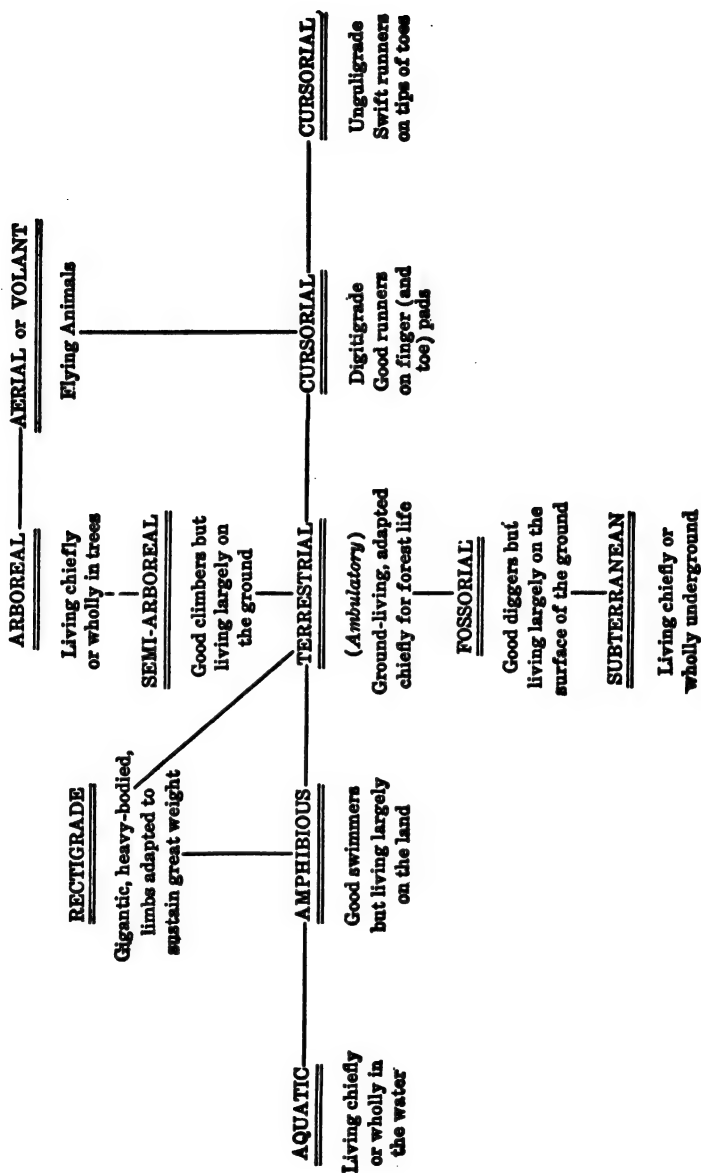 ARBOREAL
Living chiefly
or wholly in trees
AERIAL or VOLANT
Flying Animals
RECTIGRADE
Gigantic, heavy-bodied,
limbs adapted to
sustain great weight
SEMI-ARBOREAL
Good climbers but
living largely on
the ground
AQUATIC
Living chiefly
or wholly in
the water
AMPHIBIOUS
Good swimmers
but living largely
on the land
TERRESTRIAL
(Ambulatory)
Ground-living, adapted
chiefly for forest life
CURSORIAL
Digitigrade
Good runners
on finger (and
toe) pads
CURSORIAL
Unguligrade
Swift runners
on tips of toes
FOSSORIAL
Good diggers but
living largely on the
surface of the ground
SUBTERRANEAN
Living chiefly or
wholly underground